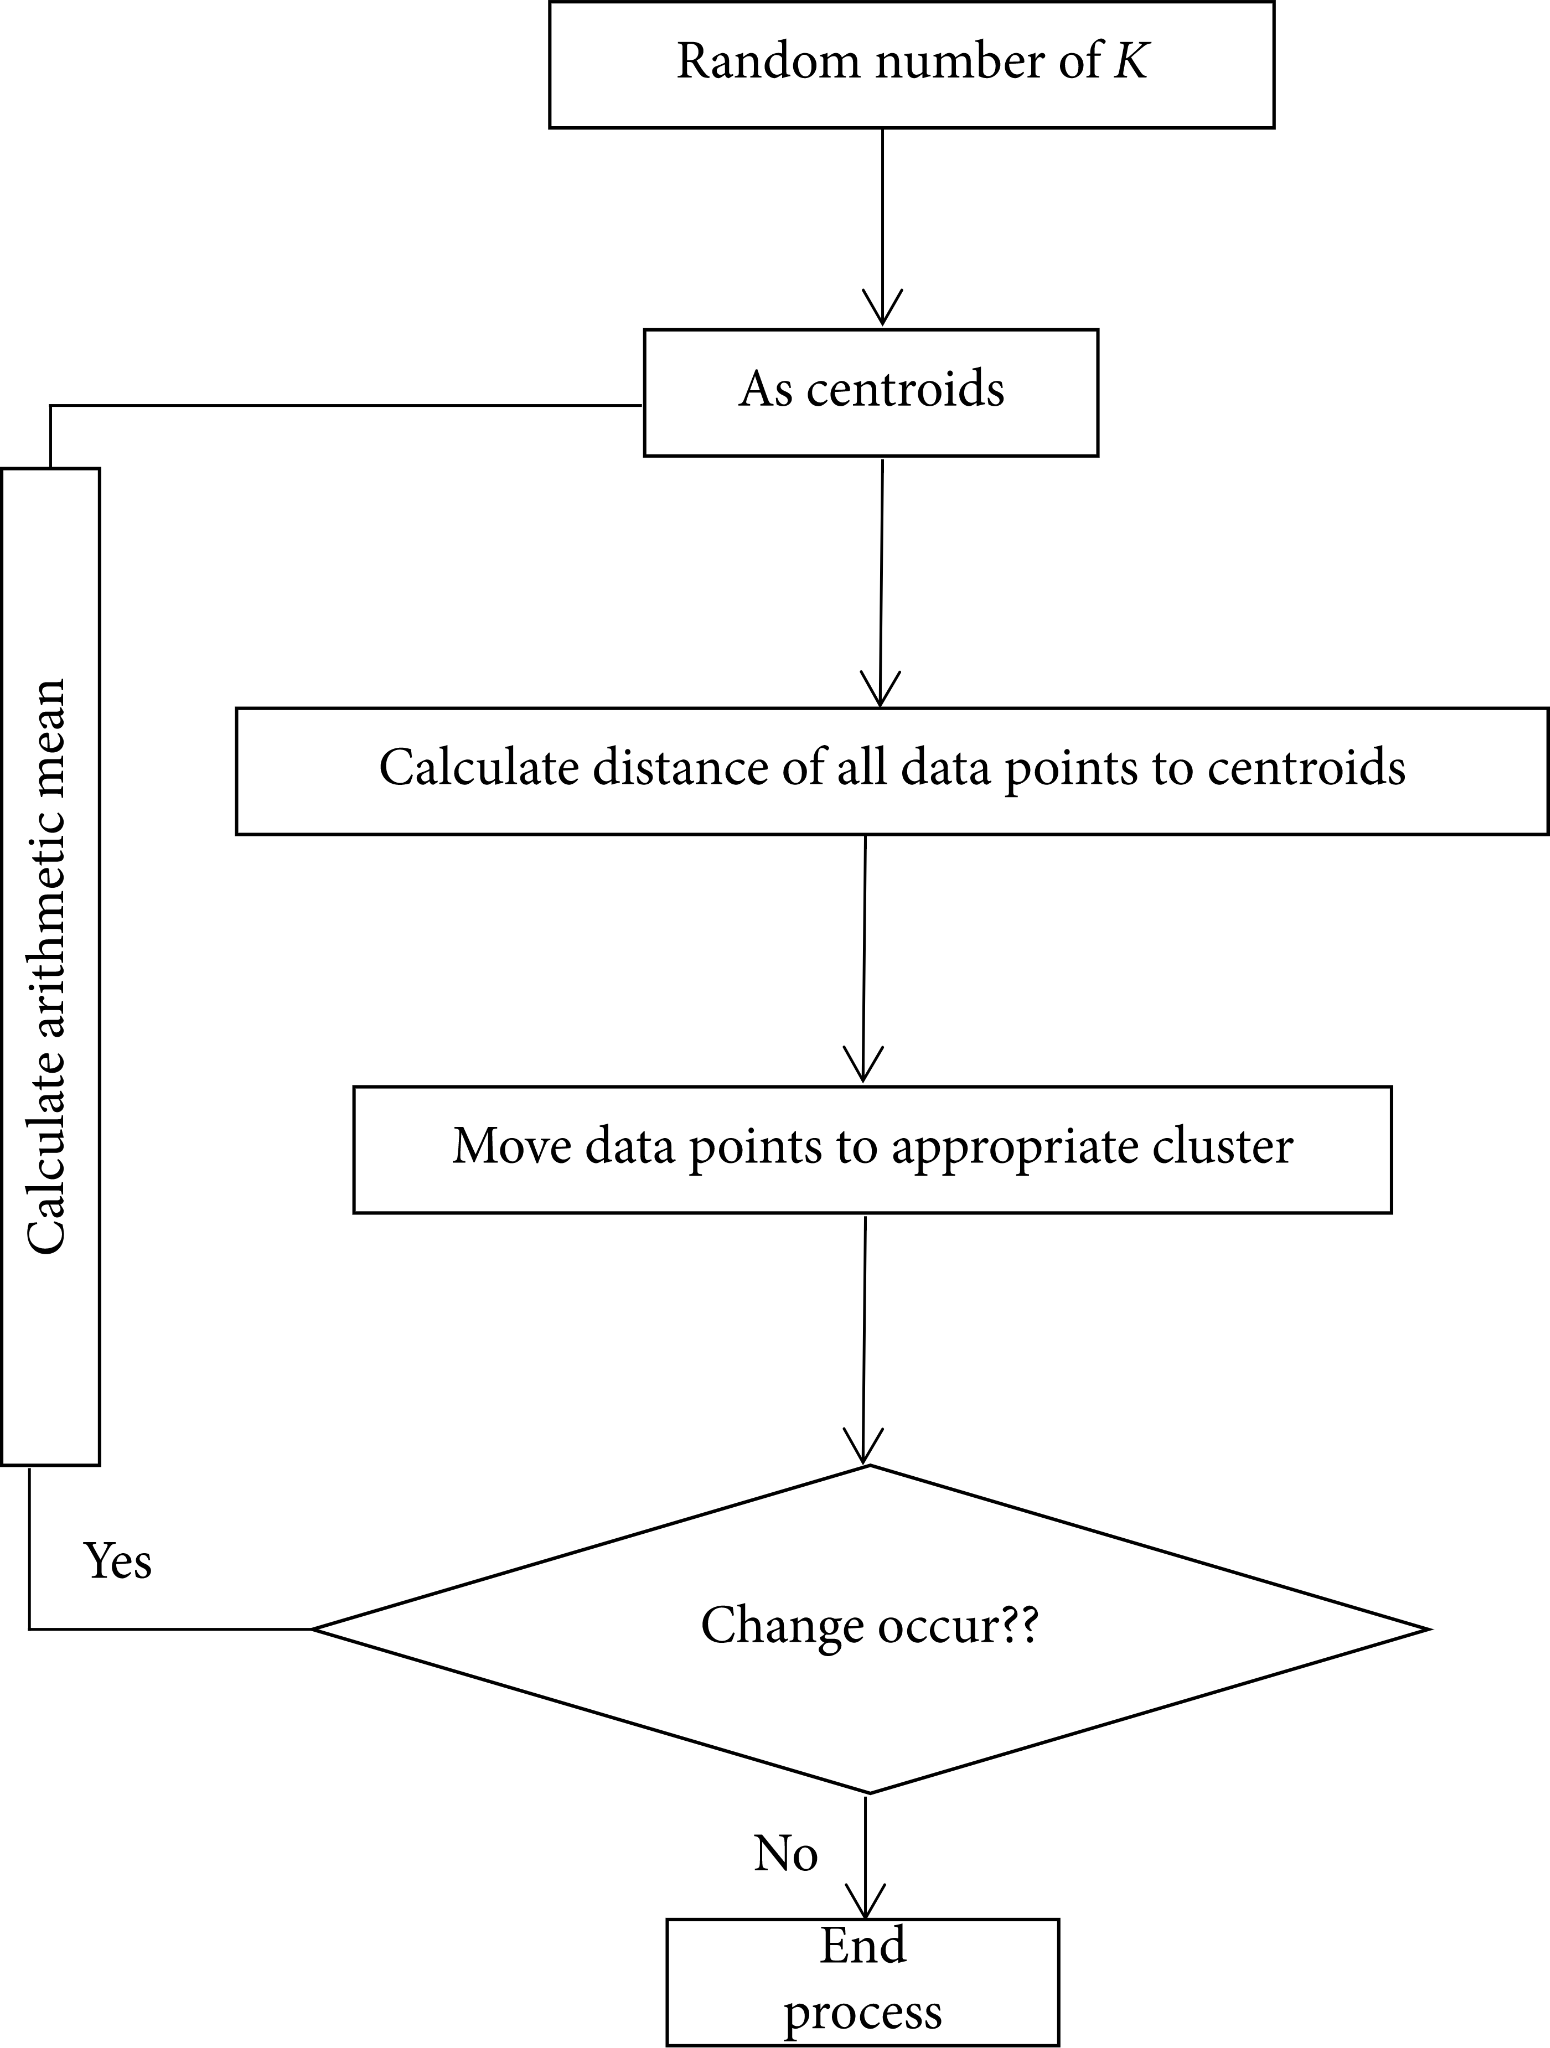 Random number of K
As centroids
Calculate distance of all data points to centroids
Calculate arithmetic mean
Move data points to appropriate cluster
Yes
Change occur??
No
End
process